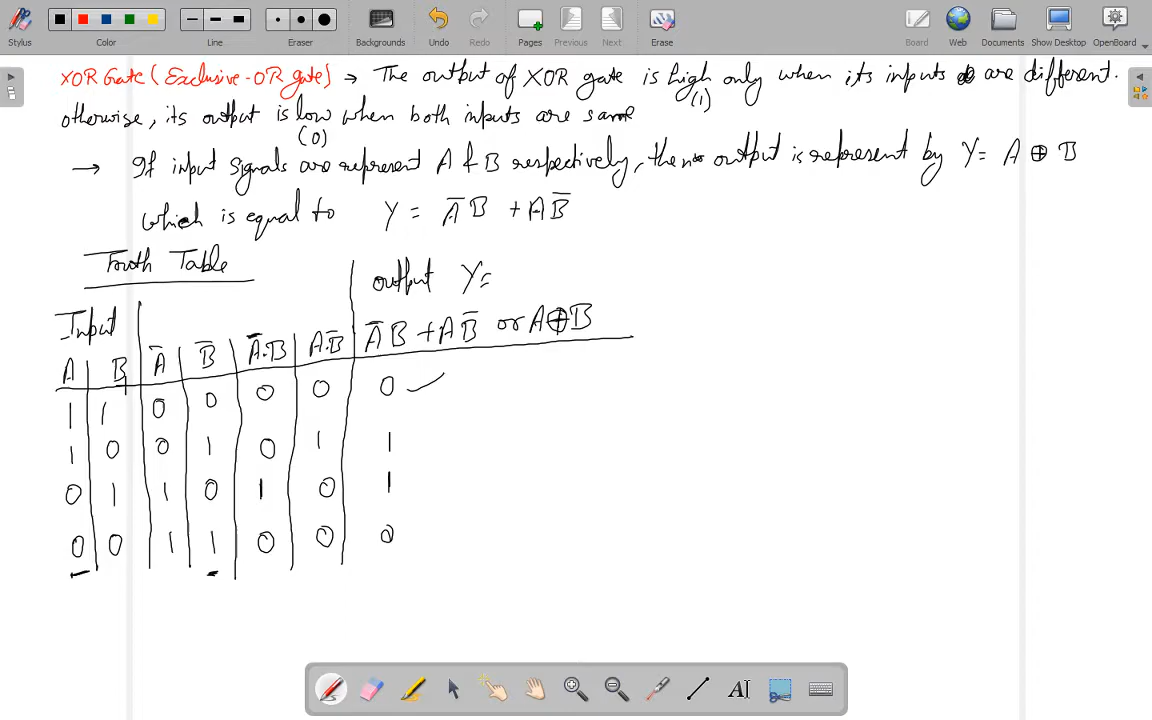 Stylus Color Line Eraser Backgrounds Undo Redo Pages Previous Next Erase Board Web Documents Show Desktop OpenBoard
XOR Gate (Exclusive-OR gate) → The output of XOR gate is high only when its inputs are different.
(1)
otherwise, its output is low when both inputs are same
(0)
→ If input signals are represent A & B respectively, then output is represent by Y = A ⊕ B
which is equal to Y = A̅ B + A B̅
Truth Table
output Y =
Input
A̅ B + A B̅ or A⊕B
A B A̅ B̅ A̅.B A.B̅
1 1 0 0 0 0 0 ✓
1 0 0 1 0 1 1
0 1 1 0 1 0 1
0 0 1 1 0 0 0